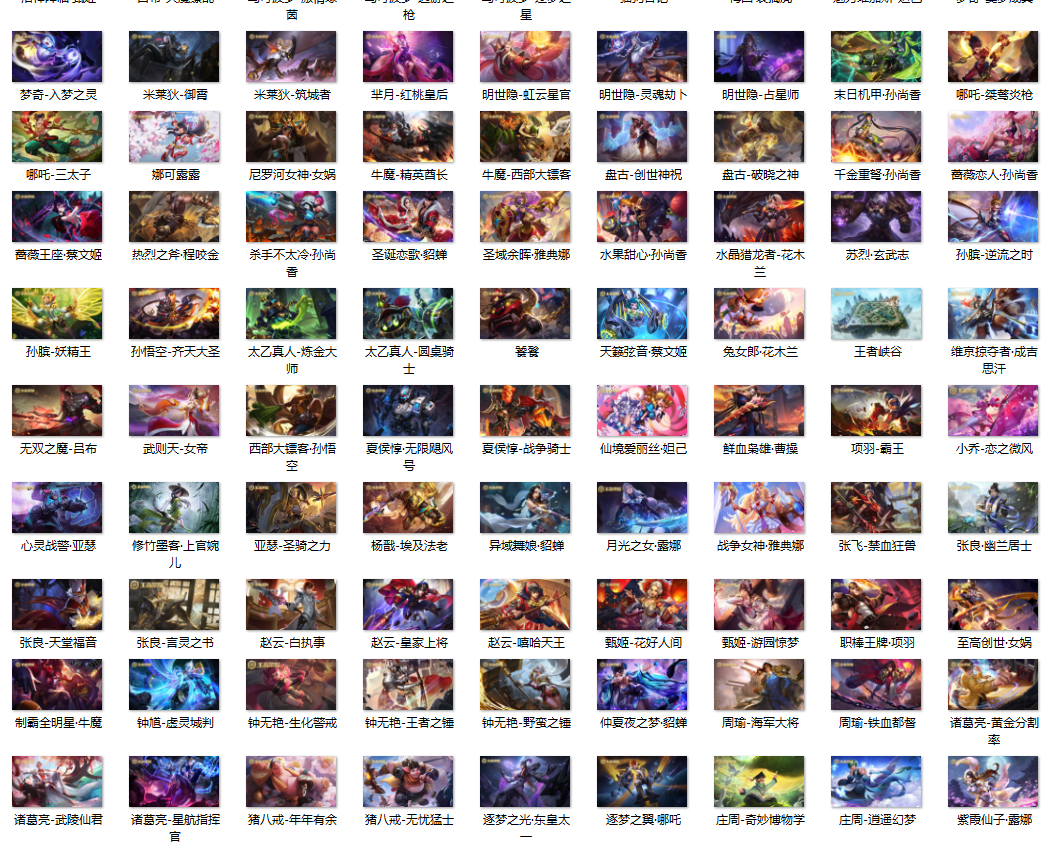 茵
枪
星
梦奇-入梦之灵
米莱狄-御霄
米莱狄-筑城者
芈月-红桃皇后
明世隐-虹云星官
明世隐-灵魂劫卜
明世隐-占星师
末日机甲·孙尚香
哪吒-桀骜炎枪
哪吒-三太子
娜可露露
尼罗河女神·女娲
牛魔-精英酋长
牛魔-西部大镖客
盘古-创世神祝
盘古-破晓之神
千金重弩·孙尚香
蔷薇恋人·孙尚香
蔷薇王座·蔡文姬
热烈之斧·程咬金
杀手不太冷·孙尚
香
圣诞恋歌·貂蝉
圣域余晖·雅典娜
水果甜心·孙尚香
水晶猎龙者-花木
兰
苏烈·玄武志
孙膑-逆流之时
孙膑-妖精王
孙悟空-齐天大圣
太乙真人-炼金大
师
太乙真人-圆桌骑
士
饕餮
天籁弦音·蔡文姬
兔女郎·花木兰
王者峡谷
维京掠夺者·成吉
思汗
无双之魔-吕布
武则天-女帝
西部大镖客·孙悟
空
夏侯惇·无限飓风
号
夏侯惇-战争骑士
仙境爱丽丝·妲己
鲜血枭雄·曹操
项羽-霸王
小乔-恋之微风
心灵战警·亚瑟
修竹墨客·上官婉
儿
亚瑟-圣骑之力
杨戬-埃及法老
异域舞娘·貂蝉
月光之女·露娜
战争女神·雅典娜
张飞-禁血狂兽
张良·幽兰居士
张良-天堂福音
张良-言灵之书
赵云-白执事
赵云-皇家上将
赵云-嘻哈天王
甄姬-花好人间
甄姬-游园惊梦
职棒王牌·项羽
至高创世·女娲
制霸全明星·牛魔
钟馗-虚灵城判
钟无艳-生化警戒
钟无艳-王者之锤
钟无艳-野蛮之锤
仲夏夜之梦·貂蝉
周瑜-海军大将
周瑜-铁血都督
诸葛亮-黄金分割
率
诸葛亮-武陵仙君
诸葛亮-星航指挥
官
猪八戒-年年有余
猪八戒-无忧猛士
逐梦之光·东皇太
一
逐梦之翼·哪吒
庄周-奇妙博物学
庄周-逍遥幻梦
紫霞仙子·露娜